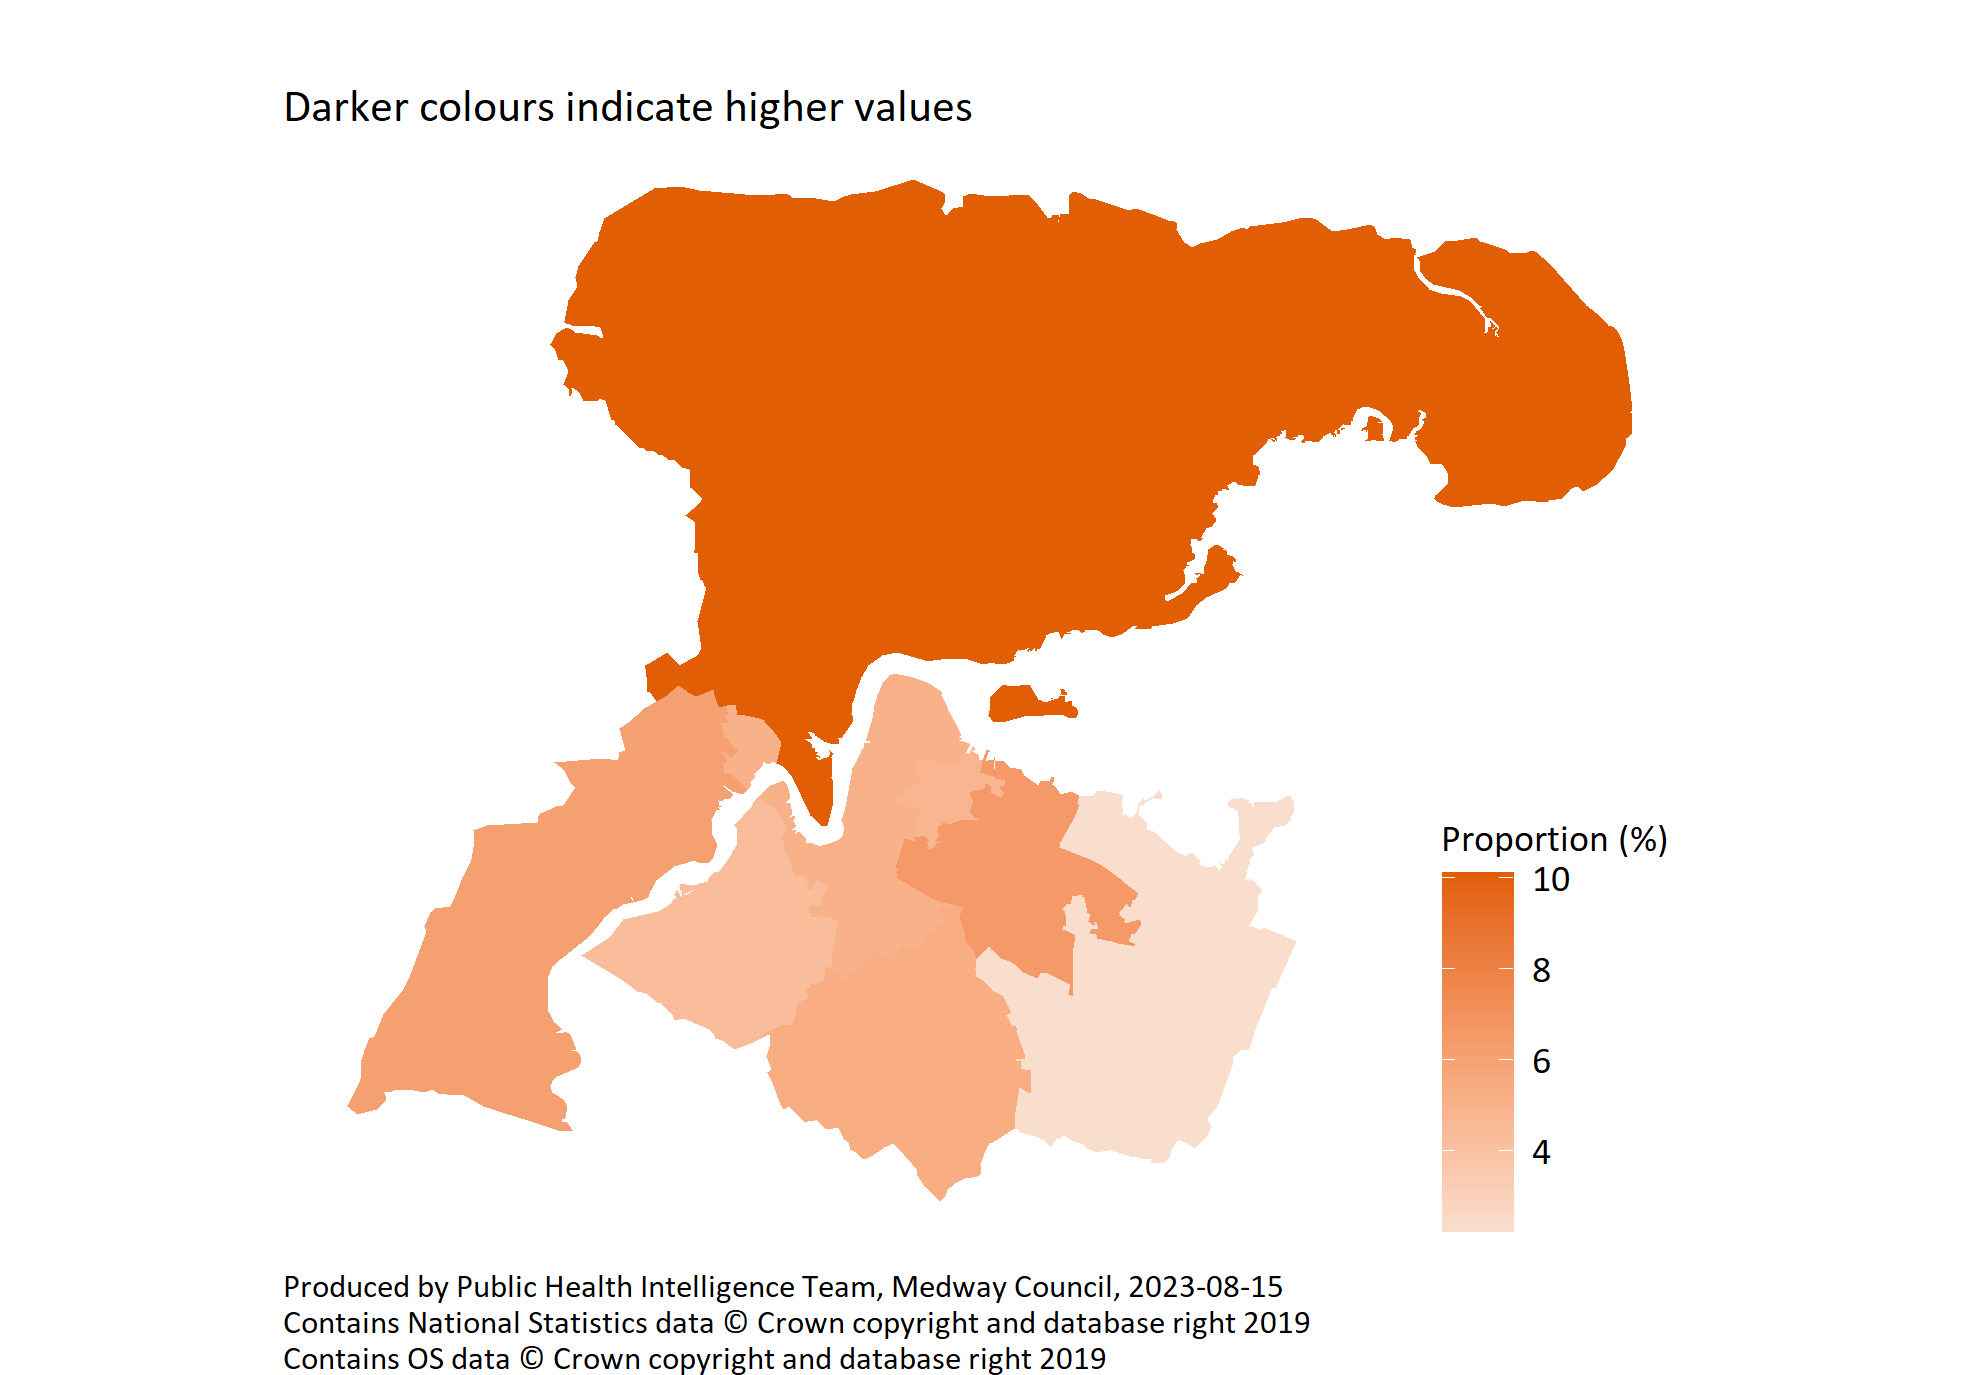 Darker colours indicate higher values
Proportion (%)
10
8
6
4
Produced by Public Health Intelligence Team, Medway Council, 2023-08-15
Contains National Statistics data © Crown copyright and database right 2019
Contains OS data © Crown copyright and database right 2019